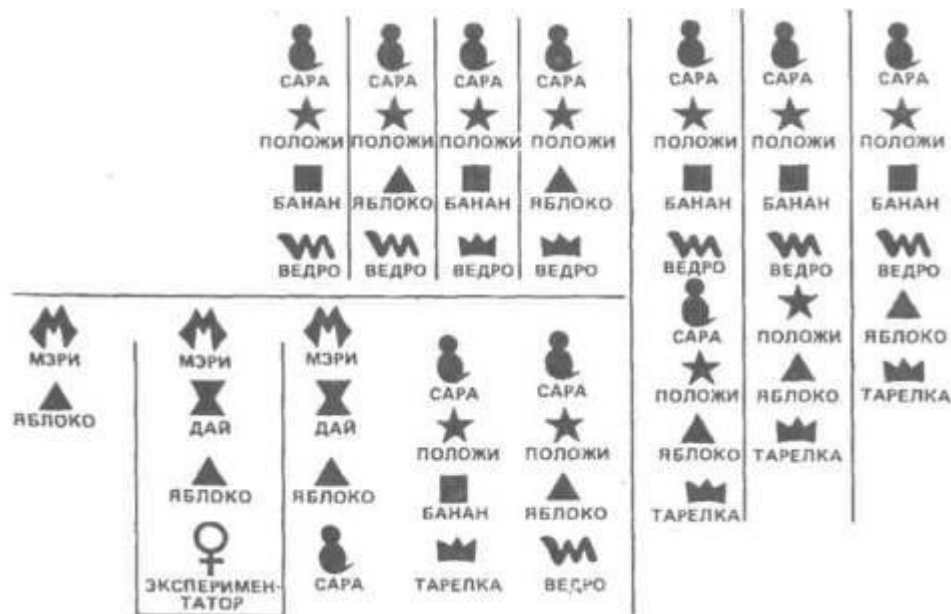 САРА САРА САРА САРА
ПОЛОЖИ ПОЛОЖИ ПОЛОЖИ ПОЛОЖИ
БАНАН ЯБЛОКО БАНАН ЯБЛОКО
ВЕДРО ВЕДРО ВЕДРО ВЕДРО
МЭРИ МЭРИ МЭРИ
САРА САРА
ЯБЛОКО ДАЙ ДАЙ
ПОЛОЖИ ПОЛОЖИ
ЯБЛОКО ЯБЛОКО БАНАН ЯБЛОКО
ЭКСПЕРИМЕН- САРА ТАРЕЛКА ВЕДРО
ТАТОР
САРА САРА САРА
ПОЛОЖИ ПОЛОЖИ ПОЛОЖИ
БАНАН БАНАН БАНАН
ВЕДРО ВЕДРО ВЕДРО
САРА ПОЛОЖИ ЯБЛОКО
ПОЛОЖИ ЯБЛОКО ТАРЕЛКА
ЯБЛОКО ТАРЕЛКА
ТАРЕЛКА